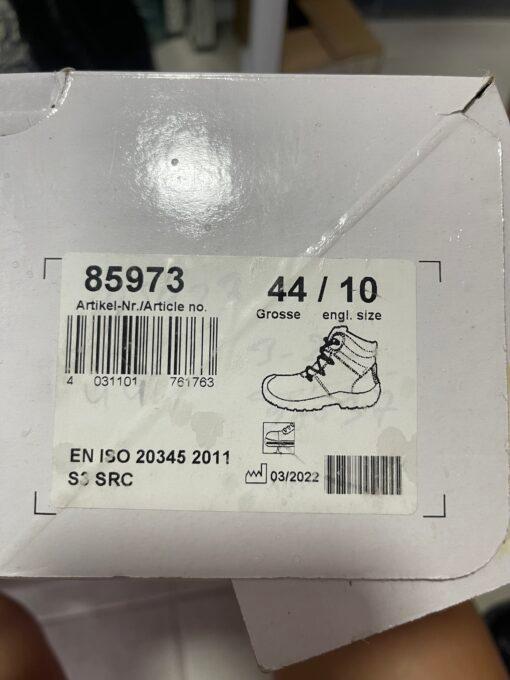 85973
Artikel-Nr./Article no.
4 031101 761763
44 / 10
Grosse engl. size
EN ISO 20345 2011
S3 SRC
03/2022